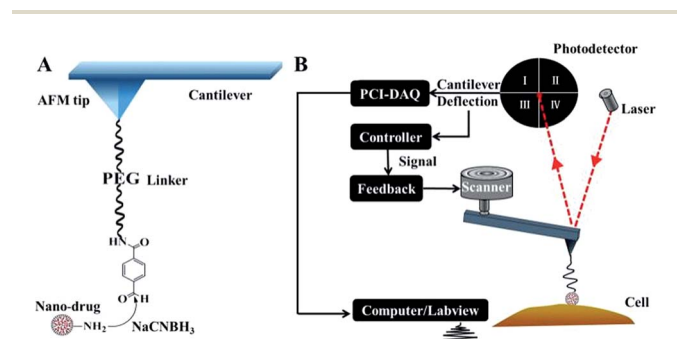 A
AFM tip
Cantilever
PEG Linker
HN
O
O
H
Nano-drug
-NH2
NaCNBH3
B
Photodetector
I
II
III
IV
Laser
PCI-DAQ
Cantilever
Deflection
Controller
Signal
Feedback
Scanner
Computer/Labview
Cell